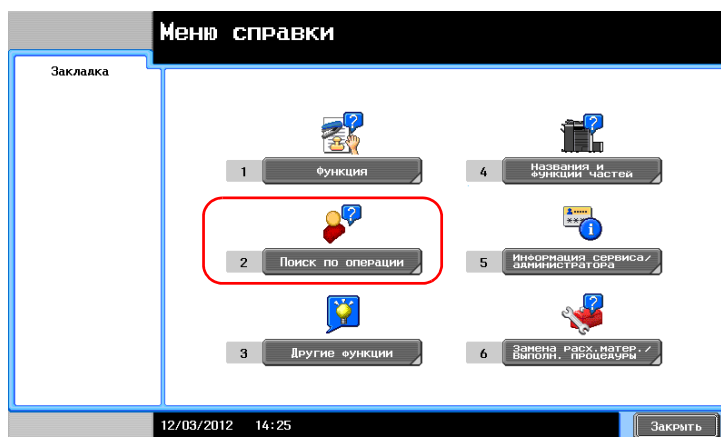 Меню справки
Закладка
1 Функция
4 Названия и
функции частей
2 Поиск по операции
5 Информация сервиса/
администратора
3 Другие функции
6 Замена расх.матер./
Выполн. процедуры
12/03/2012 14:25
Закрыть